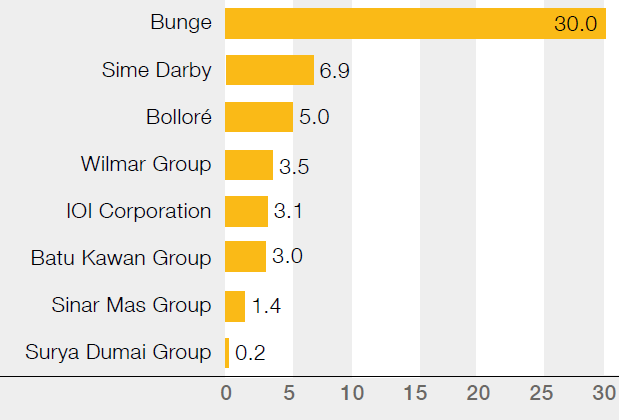 Bunge 30.0
Sime Darby 6.9
Bolloré 5.0
Wilmar Group 3.5
IOI Corporation 3.1
Batu Kawan Group 3.0
Sinar Mas Group 1.4
Surya Dumai Group 0.2
0 5 10 15 20 25 30